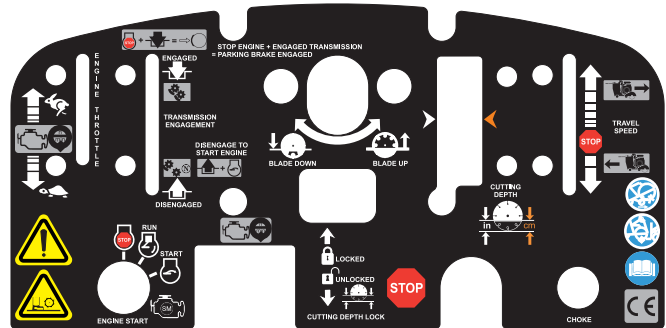 STOP
STOP ENGINE + ENGAGED TRANSMISSION
= PARKING BRAKE ENGAGED
ENGINE THROTTLE
ENGAGED
TRANSMISSION
ENGAGEMENT
DISENGAGE TO
START ENGINE
DISENGAGED
BLADE DOWN
BLADE UP
TRAVEL
SPEED
STOP
CUTTING
DEPTH
in
cm
RUN
STOP
START
SM
ENGINE START
LOCKED
UNLOCKED
CUTTING DEPTH LOCK
STOP
CHOKE
CE